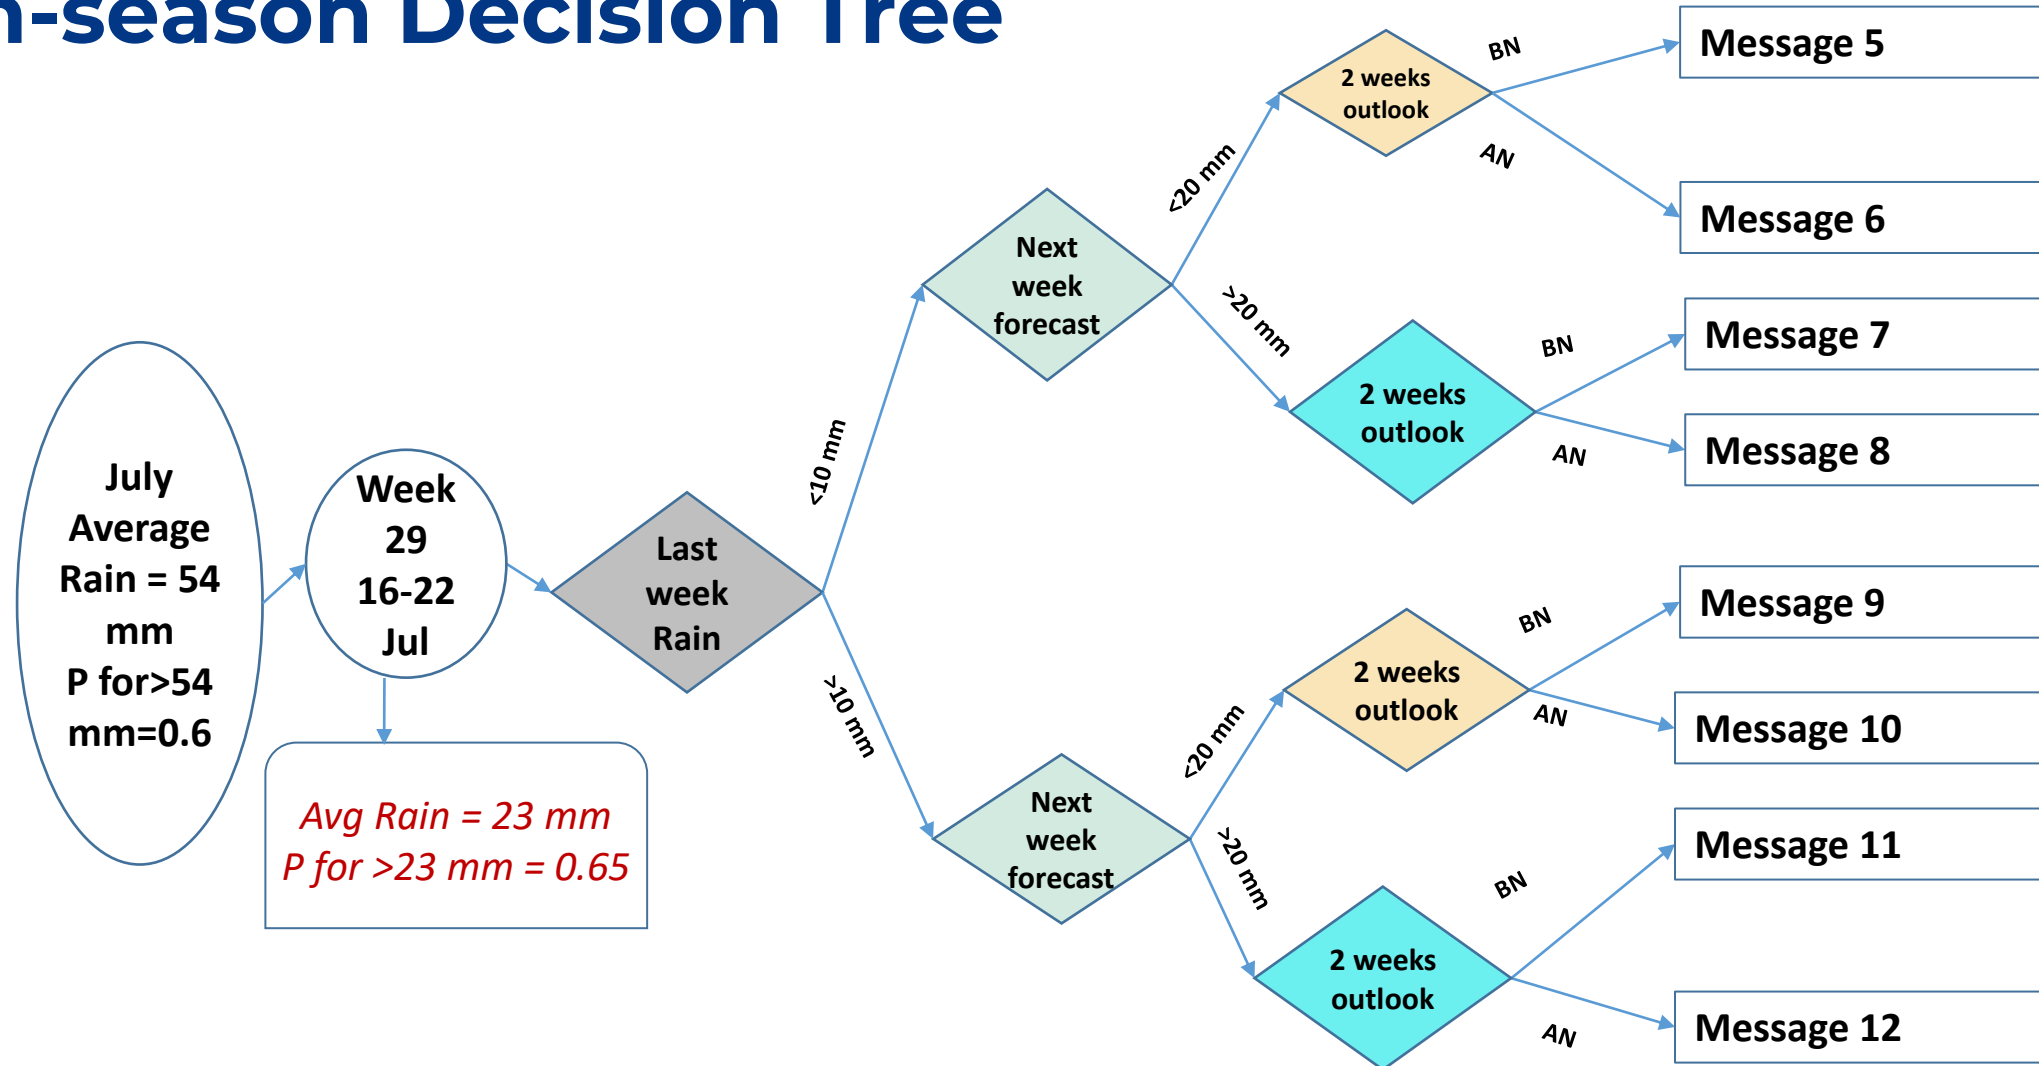 n-season Decision Tree
July
Average
Rain = 54
mm
P for>54
mm=0.6
Week
29
16-22
Jul
Avg Rain = 23 mm
P for >23 mm = 0.65
Last
week
Rain
<10 mm
>10 mm
Next
week
forecast
<20 mm
>20 mm
2 weeks
outlook
BN
AN
Message 5
Message 6
2 weeks
outlook
BN
AN
Message 7
Message 8
Next
week
forecast
<20 mm
>20 mm
2 weeks
outlook
BN
AN
Message 9
Message 10
2 weeks
outlook
BN
AN
Message 11
Message 12